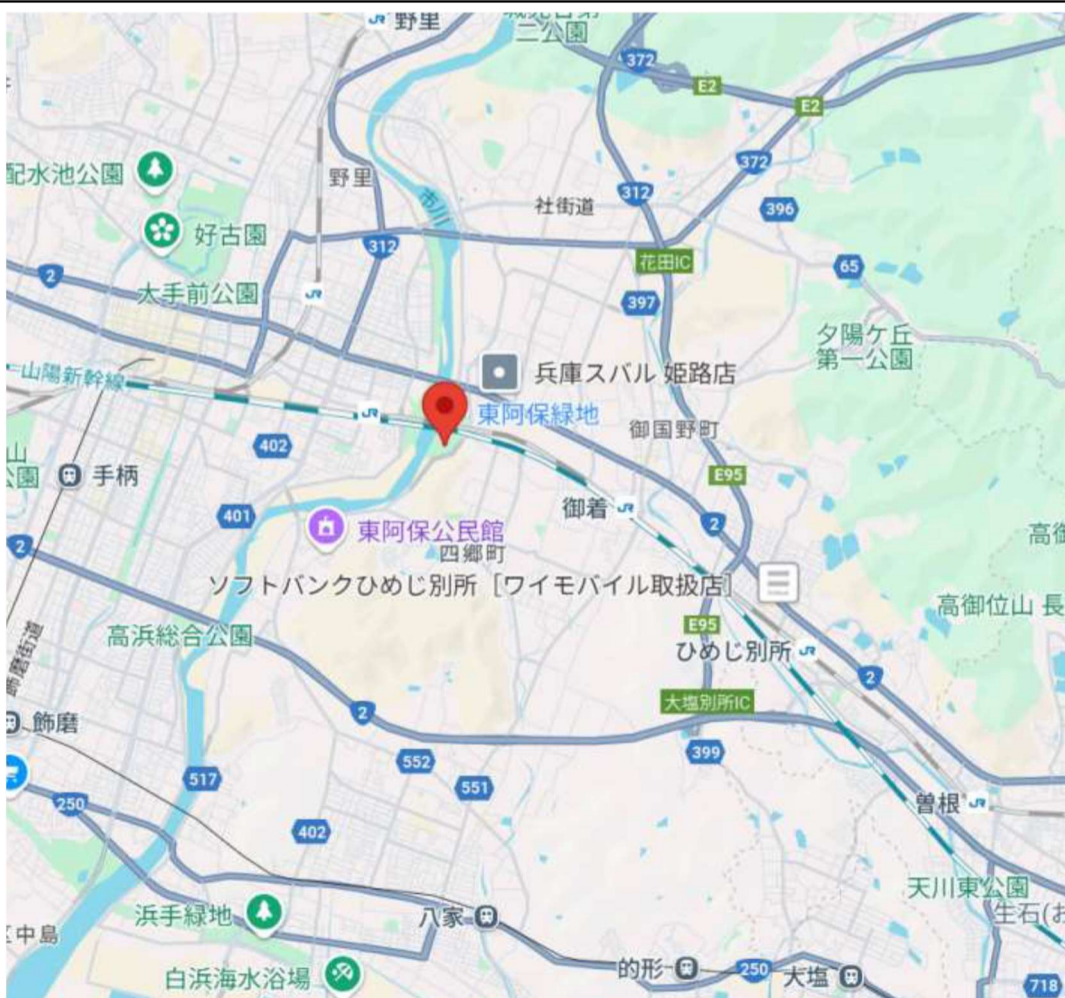 野里
二公園
372
E2
E2
配水池公園
野里
市川
312
372
社街道
396
好古園
312
花田IC
65
2
大手前公園
397
夕陽ケ丘
第一公園
山陽新幹線
兵庫スバル 姫路店
東阿保緑地
402
御国野町
山
公園
手柄
E95
401
御着
2
東阿保公民館
2
四郷町
高御
ソフトバンクひめじ別所［ワイモバイル取扱店］
高浜総合公園
E95
高御位山 長
ひめじ別所
飾磨街道
2
大塩別所IC
2
飾磨
399
552
517
551
250
402
曽根
天川東公園
浜手緑地
八家
生石(お
中島
的形
250
大塩
白浜海水浴場
718